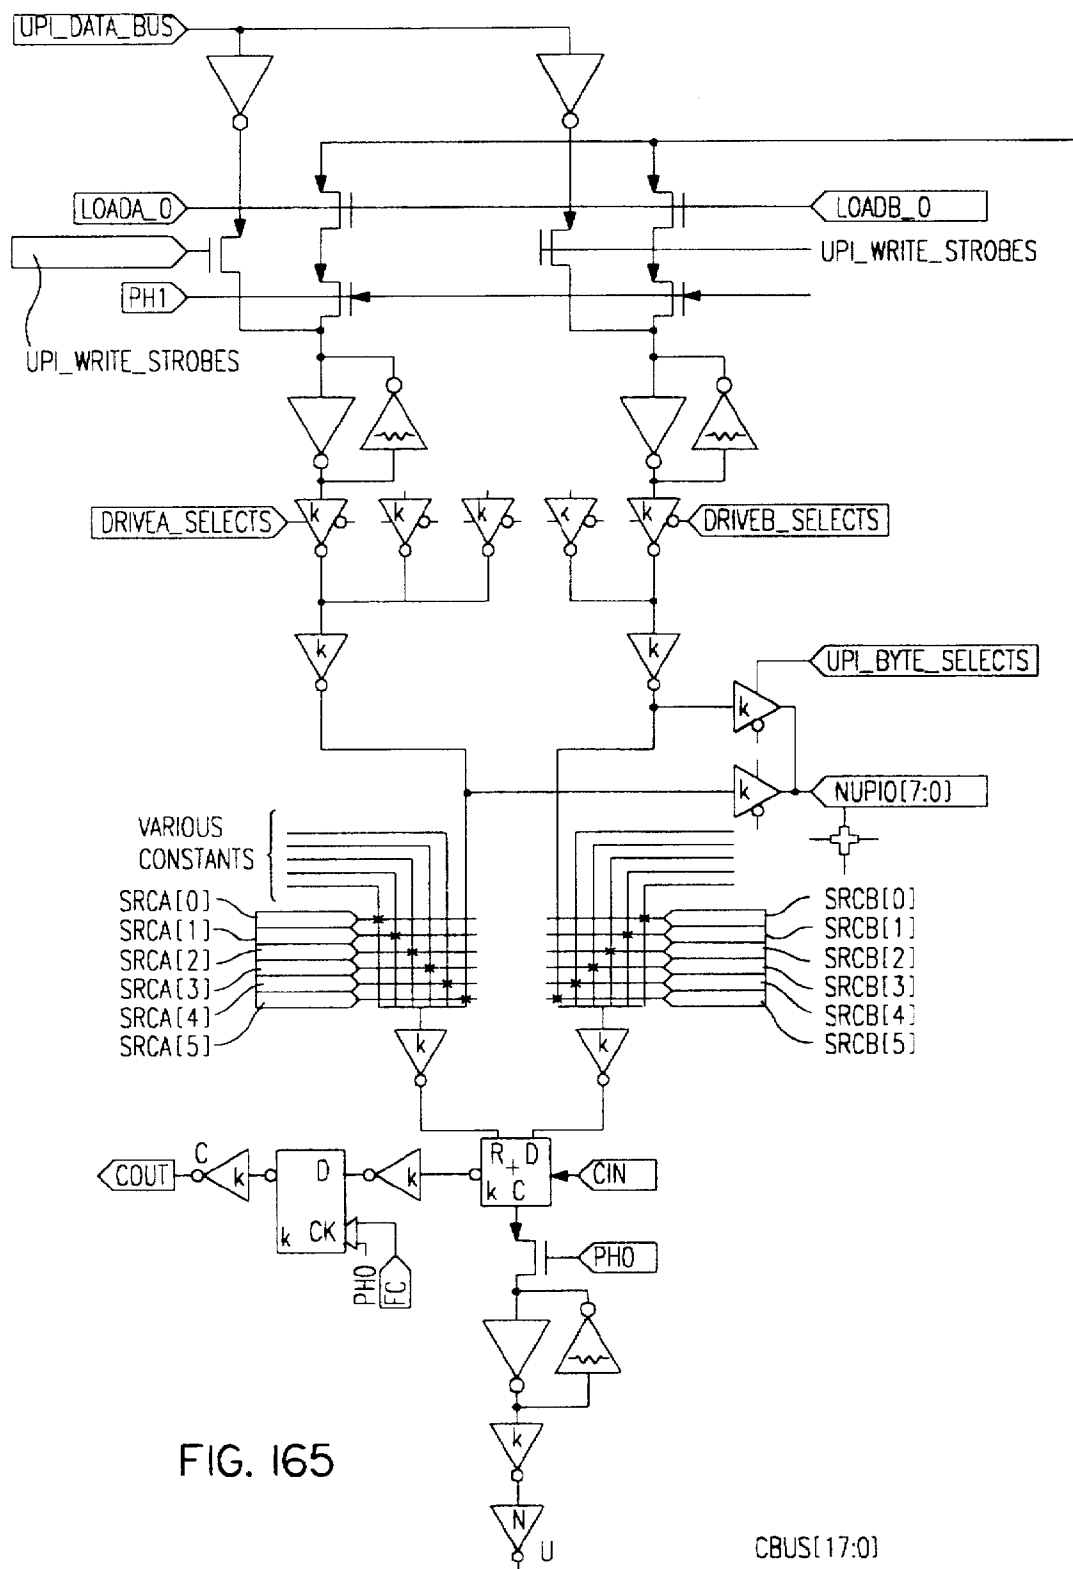 UPI_DATA_BUS
LOADA_0
LOADB_0
UPI_WRITE_STROBES
PH1
UPI_WRITE_STROBES
DRIVEA_SELECTS
k
k
k
k
k
DRIVEB_SELECTS
k
k
UPI_BYTE_SELECTS
k
k
NUPIO[7:0]
VARIOUS
CONSTANTS
SRCA[0]
SRCA[1]
SRCA[2]
SRCA[3]
SRCA[4]
SRCA[5]
SRCB[0]
SRCB[1]
SRCB[2]
SRCB[3]
SRCB[4]
SRCB[5]
k
k
COUT
C
k
D
k
CK
k
R
+
D
k
C
CIN
PH0
FC
PH0
k
N
U
FIG. 165
CBUS[17:0]